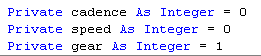 Private cadence As Integer = 0
Private speed As Integer = 0
Private gear As Integer = 1